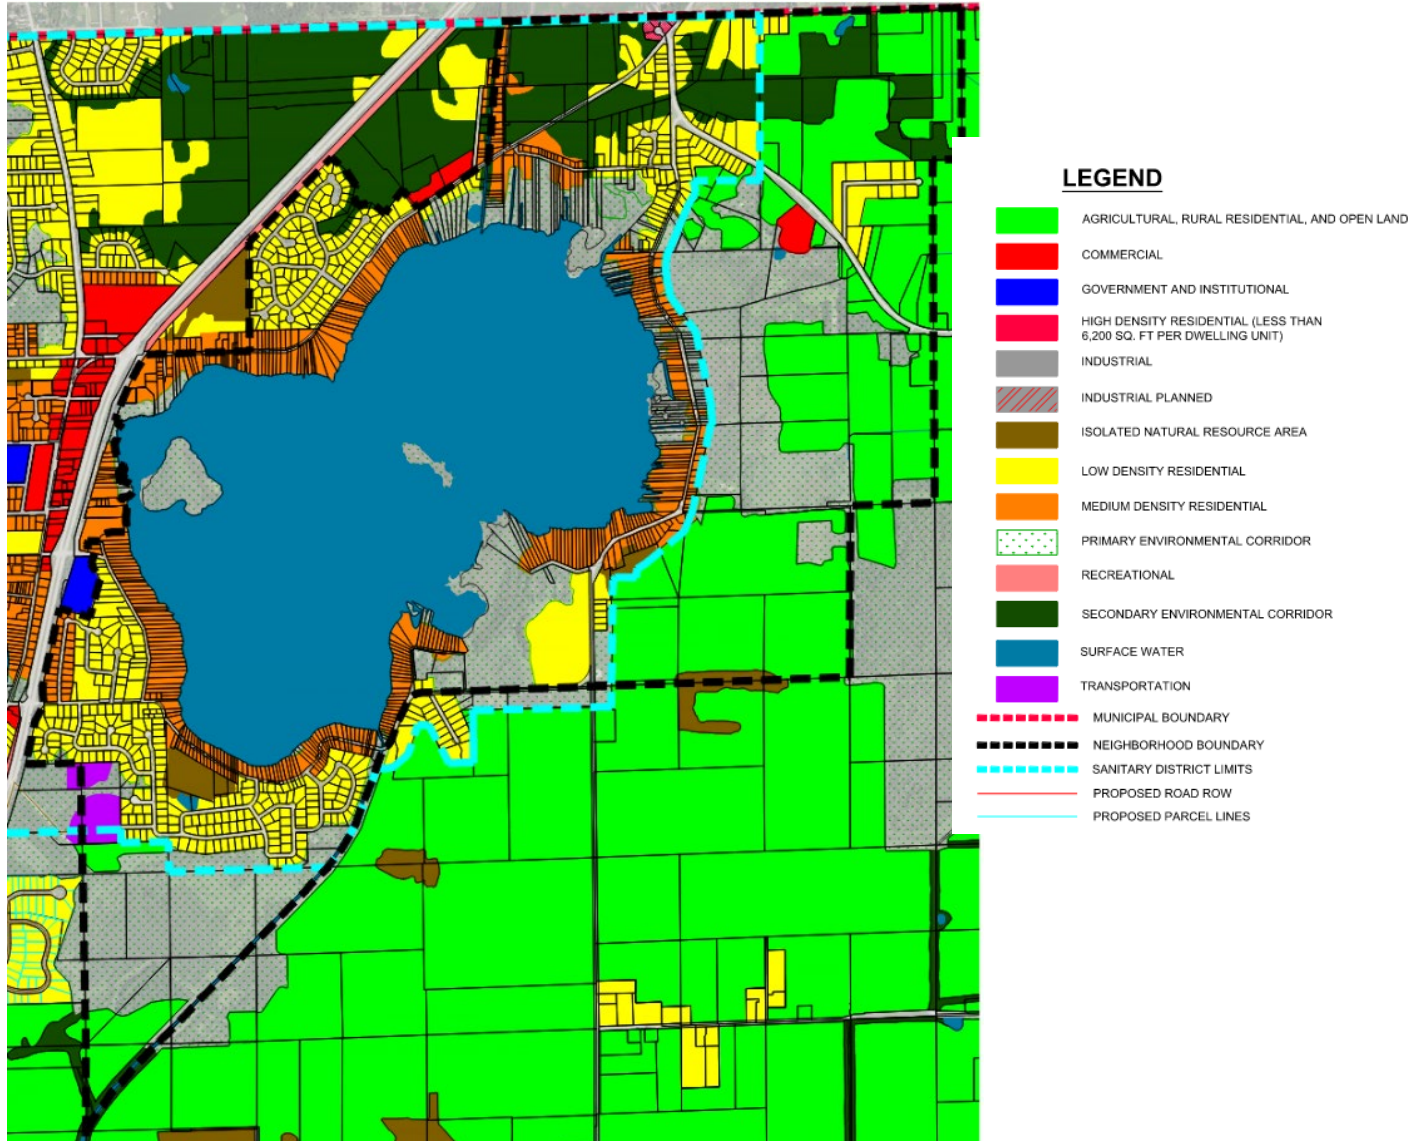 LEGEND
AGRICULTURAL, RURAL RESIDENTIAL, AND OPEN LAND
COMMERCIAL
GOVERNMENT AND INSTITUTIONAL
HIGH DENSITY RESIDENTIAL (LESS THAN
6,200 SQ. FT PER DWELLING UNIT)
INDUSTRIAL
INDUSTRIAL PLANNED
ISOLATED NATURAL RESOURCE AREA
LOW DENSITY RESIDENTIAL
MEDIUM DENSITY RESIDENTIAL
PRIMARY ENVIRONMENTAL CORRIDOR
RECREATIONAL
SECONDARY ENVIRONMENTAL CORRIDOR
SURFACE WATER
TRANSPORTATION
MUNICIPAL BOUNDARY
NEIGHBORHOOD BOUNDARY
SANITARY DISTRICT LIMITS
PROPOSED ROAD ROW
PROPOSED PARCEL LINES